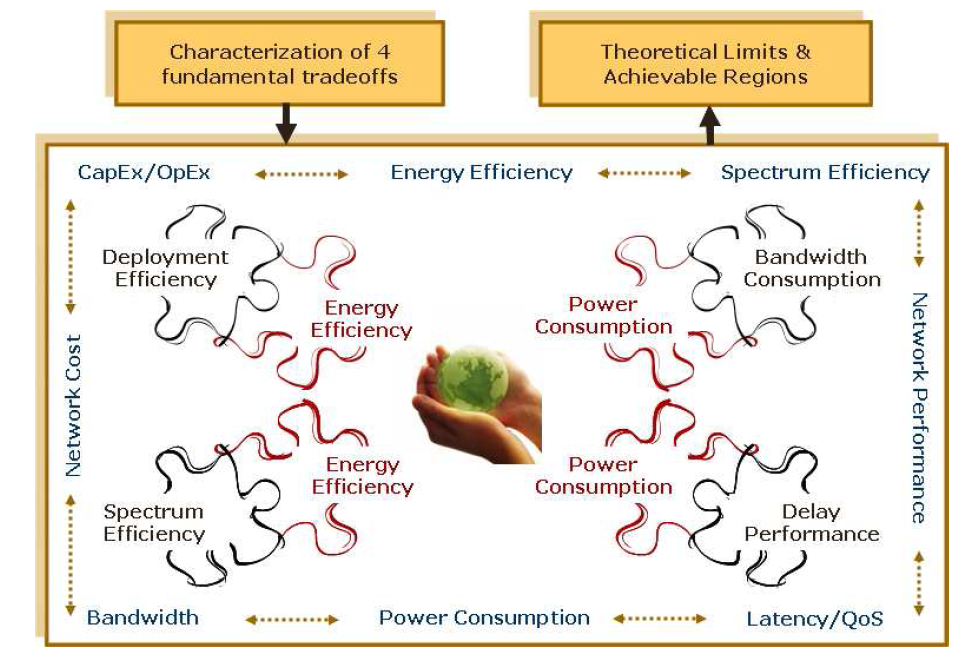 Characterization of 4
fundamental tradeoffs
Theoretical Limits &
Achievable Regions
CapEx/OpEx
Energy Efficiency
Spectrum Efficiency
Deployment
Efficiency
Energy
Efficiency
Power
Consumption
Bandwidth
Consumption
Network Cost
Network Performance
Spectrum
Efficiency
Energy
Efficiency
Power
Consumption
Delay
Performance
Bandwidth
Power Consumption
Latency/QoS